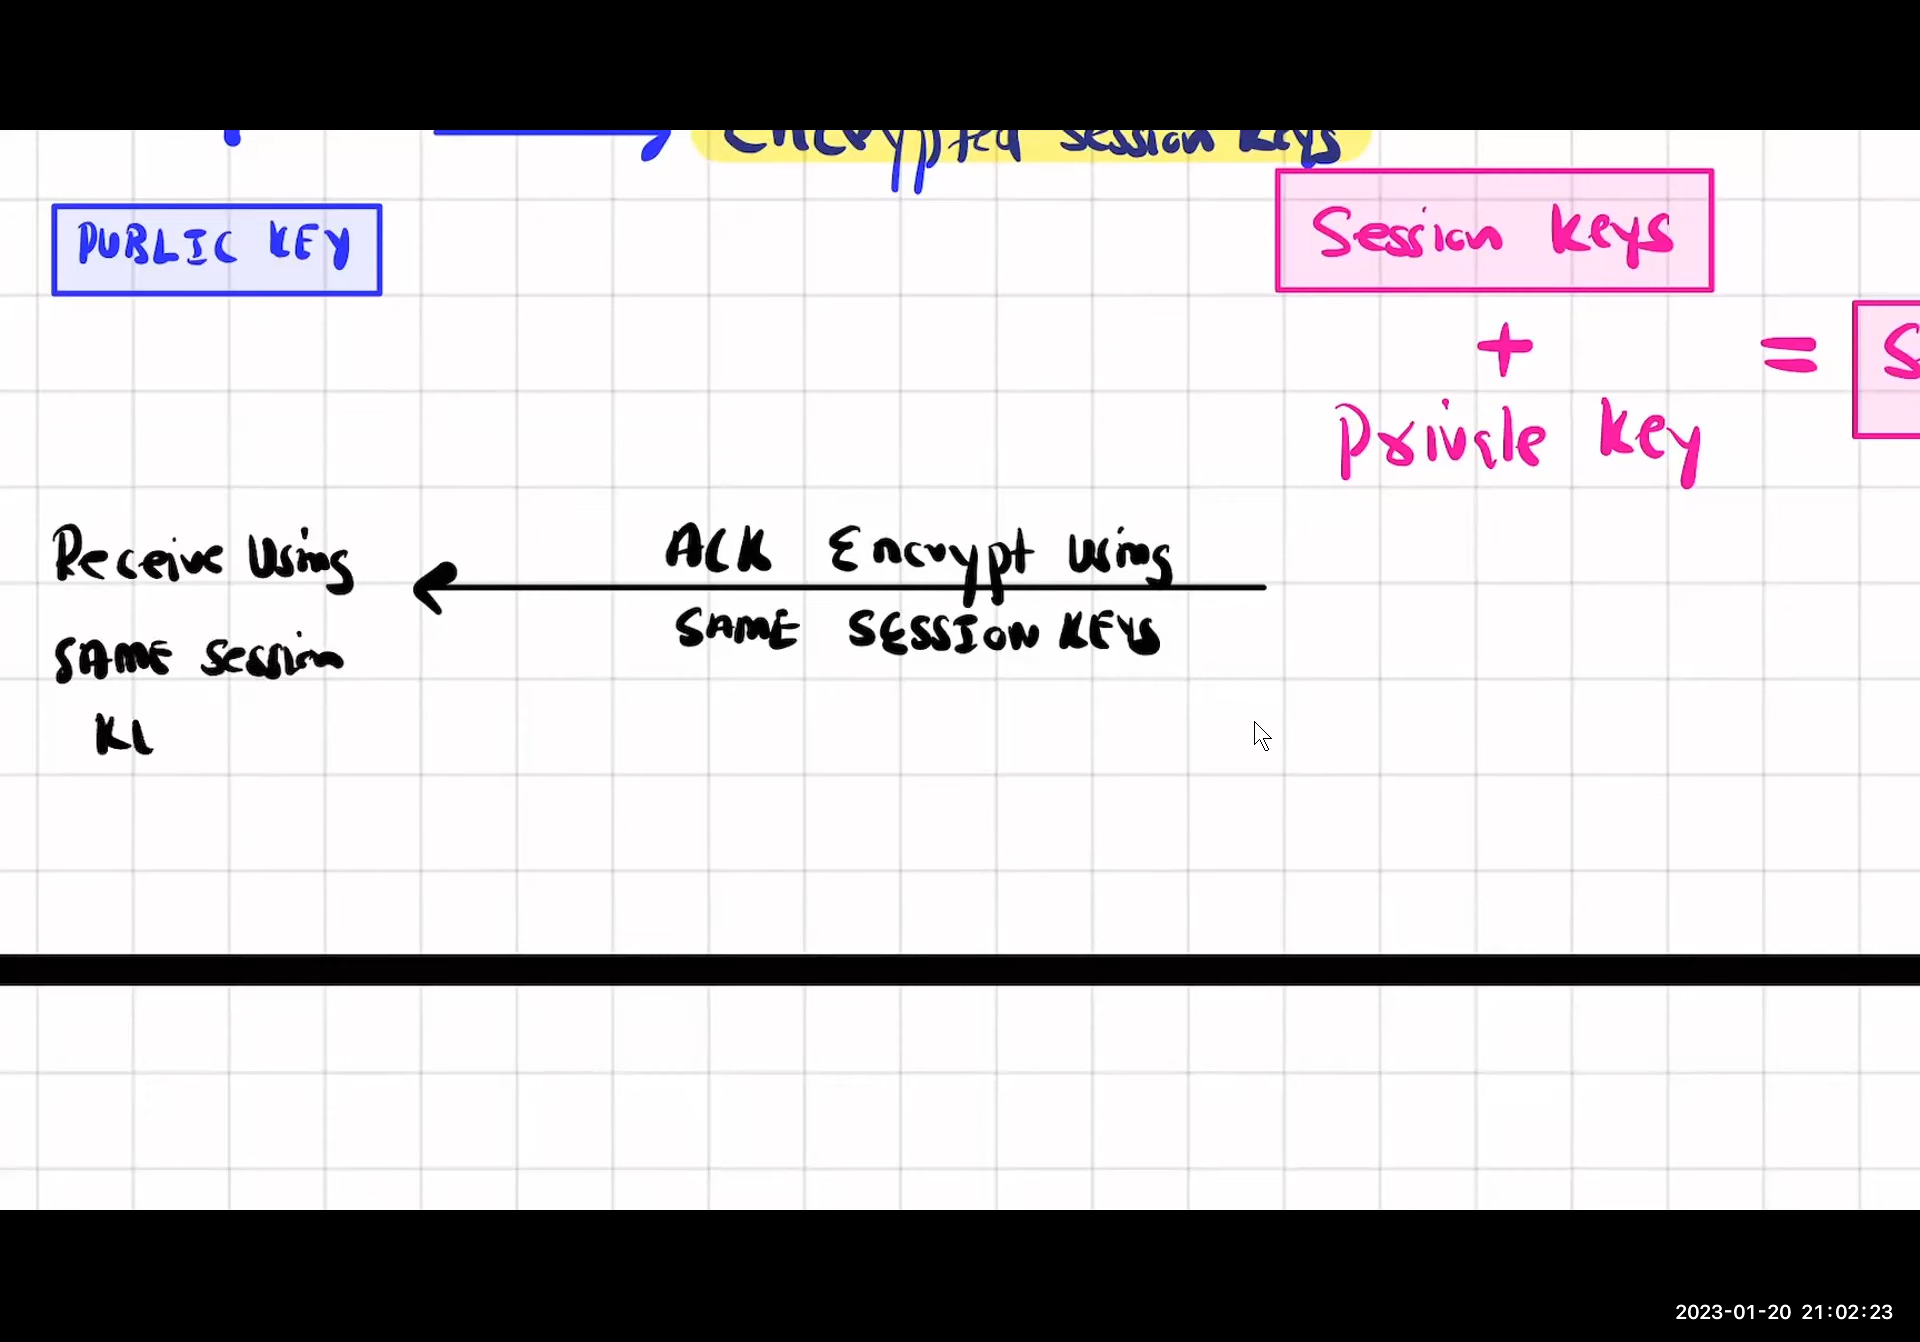 Encrypted Session Keys
PUBLIC KEY
Session Keys
+
=
S
Private Key
Receive Using
SAME Session
ACK Encrypt Using
SAME SESSION KEYS
2023-01-20 21:02:23